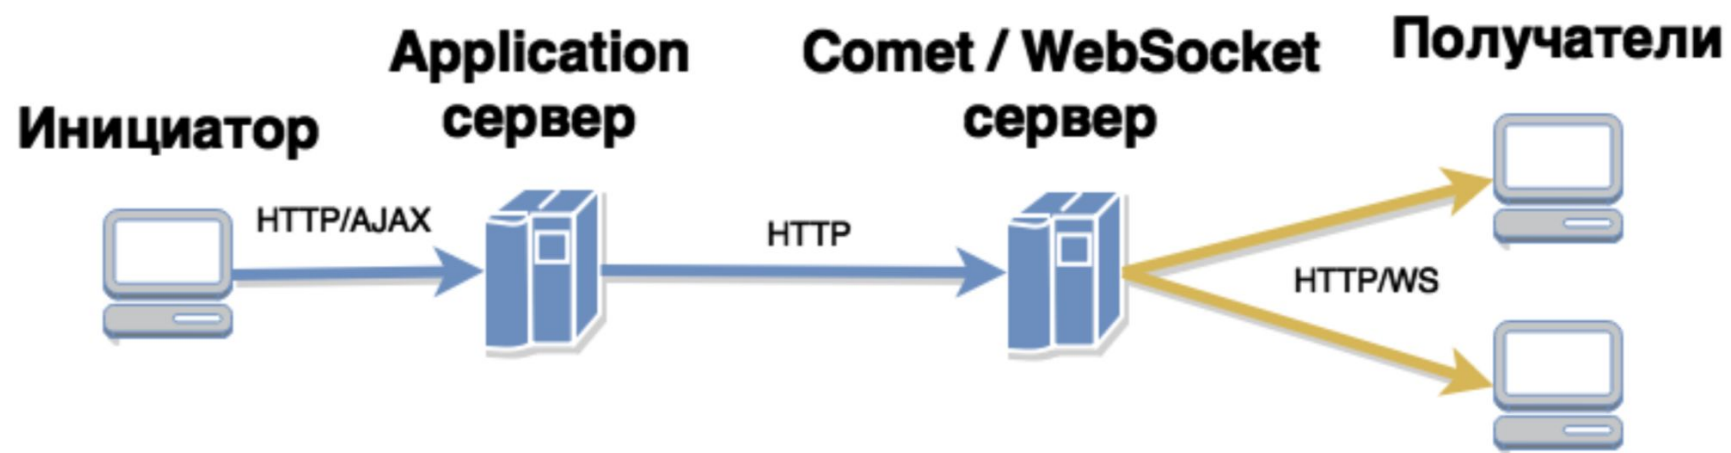 Инициатор
Application
сервер
Comet / WebSocket
сервер
Получатели
HTTP/AJAX
HTTP
HTTP/WS